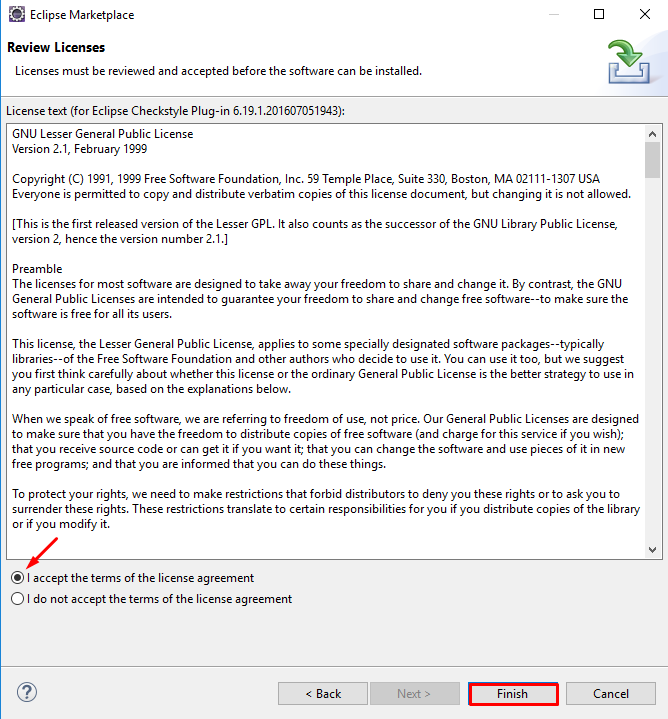 Eclipse Marketplace
Review Licenses
Licenses must be reviewed and accepted before the software can be installed.
License text (for Eclipse Checkstyle Plug-in 6.19.1.201607051943):
GNU Lesser General Public License
Version 2.1, February 1999
Copyright (C) 1991, 1999 Free Software Foundation, Inc. 59 Temple Place, Suite 330, Boston, MA 02111-1307 USA
Everyone is permitted to copy and distribute verbatim copies of this license document, but changing it is not allowed.
[This is the first released version of the Lesser GPL. It also counts as the successor of the GNU Library Public License,
version 2, hence the version number 2.1.]
Preamble
The licenses for most software are designed to take away your freedom to share and change it. By contrast, the GNU
General Public Licenses are intended to guarantee your freedom to share and change free software--to make sure the
software is free for all its users.
This license, the Lesser General Public License, applies to some specially designated software packages--typically
libraries--of the Free Software Foundation and other authors who decide to use it. You can use it too, but we suggest
you first think carefully about whether this license or the ordinary General Public License is the better strategy to use in
any particular case, based on the explanations below.
When we speak of free software, we are referring to freedom of use, not price. Our General Public Licenses are designed
to make sure that you have the freedom to distribute copies of free software (and charge for this service if you wish);
that you receive source code or can get it if you want it; that you can change the software and use pieces of it in new
free programs; and that you are informed that you can do these things.
To protect your rights, we need to make restrictions that forbid distributors to deny you these rights or to ask you to
surrender these rights. These restrictions translate to certain responsibilities for you if you distribute copies of the library
or if you modify it.
I accept the terms of the license agreement
I do not accept the terms of the license agreement
? < Back Next > Finish Cancel